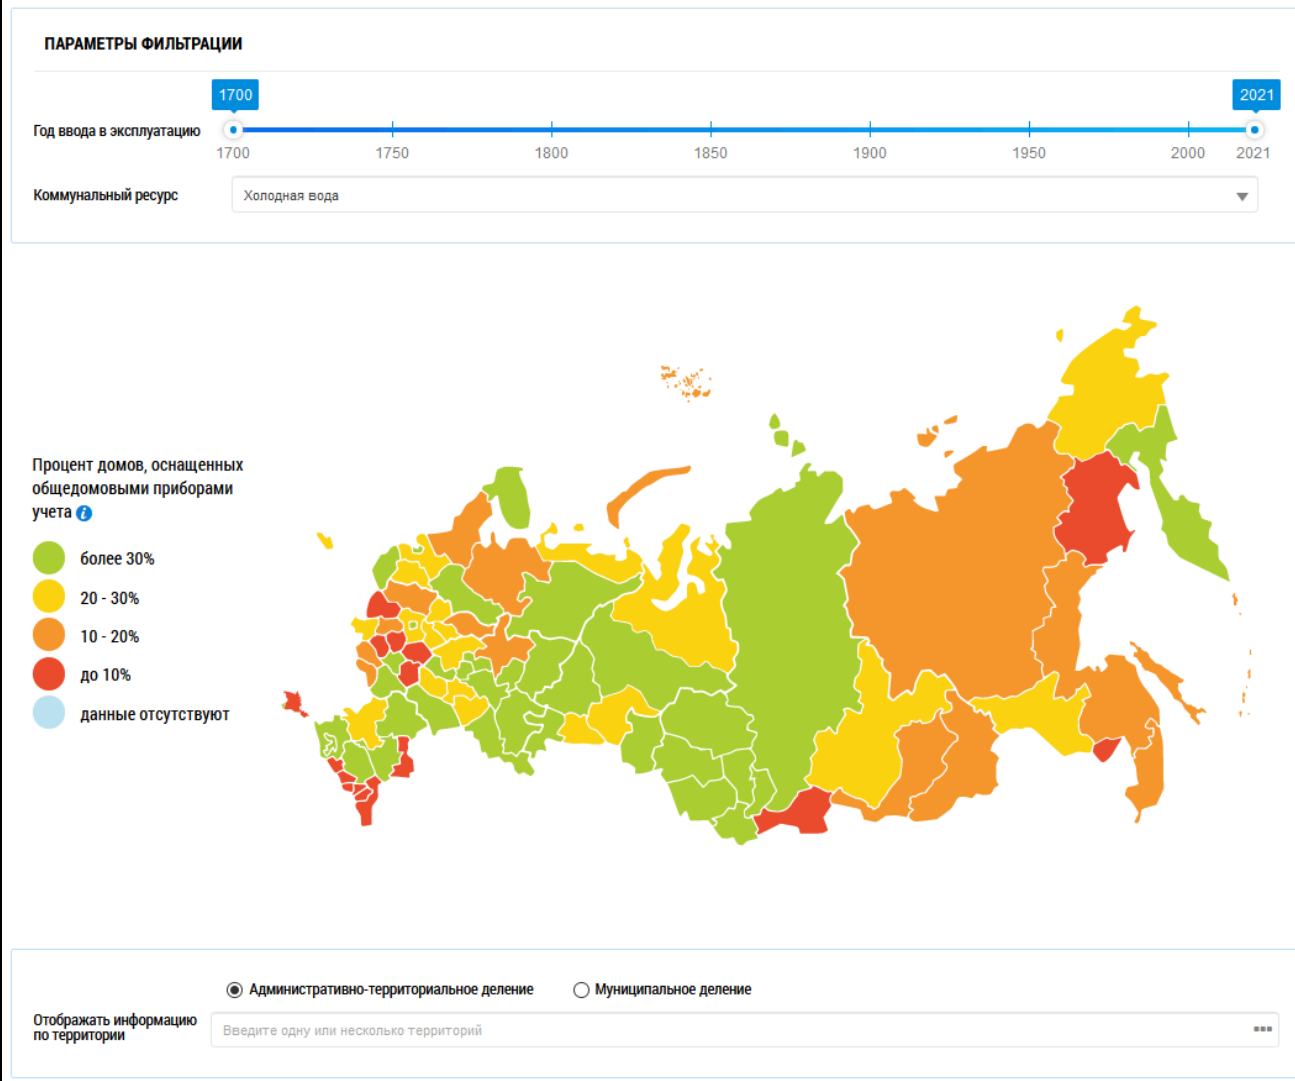 ПАРАМЕТРЫ ФИЛЬТРАЦИИ
1700
2021
Год ввода в эксплуатацию
1700 1750 1800 1850 1900 1950 2000 2021
Коммунальный ресурс
Холодная вода
Процент домов, оснащенных
общедомовыми приборами
учета
более 30%
20 - 30%
10 - 20%
до 10%
данные отсутствуют
Административно-территориальное деление
Муниципальное деление
Отображать информацию
по территории
Введите одну или несколько территорий